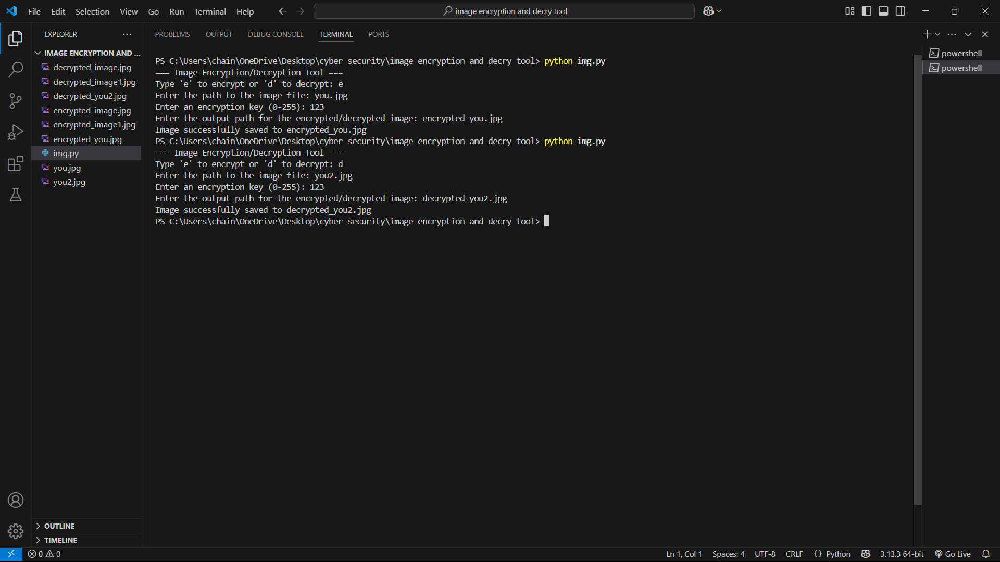 File Edit Selection View Go Run Terminal Help
image encryption and decry tool
EXPLORER
IMAGE ENCRYPTION AND ...
decrypted_image.jpg
decrypted_image1.jpg
decrypted_you2.jpg
encrypted_image.jpg
encrypted_image1.jpg
encrypted_you.jpg
img.py
you.jpg
you2.jpg
OUTLINE
TIMELINE
PROBLEMS OUTPUT DEBUG CONSOLE TERMINAL PORTS
PS C:\Users\chain\OneDrive\Desktop\cyber security\image encryption and decry tool> python img.py
=== Image Encryption/Decryption Tool ===
Type 'e' to encrypt or 'd' to decrypt: e
Enter the path to the image file: you.jpg
Enter an encryption key (0-255): 123
Enter the output path for the encrypted/decrypted image: encrypted_you.jpg
Image successfully saved to encrypted_you.jpg
PS C:\Users\chain\OneDrive\Desktop\cyber security\image encryption and decry tool> python img.py
=== Image Encryption/Decryption Tool ===
Type 'e' to encrypt or 'd' to decrypt: d
Enter the path to the image file: you2.jpg
Enter an encryption key (0-255): 123
Enter the output path for the encrypted/decrypted image: decrypted_you2.jpg
Image successfully saved to decrypted_you2.jpg
PS C:\Users\chain\OneDrive\Desktop\cyber security\image encryption and decry tool>
powershell
powershell
0 0
Ln 1, Col 1 Spaces: 4 UTF-8 CRLF {} Python 3.13.3 64-bit Go Live